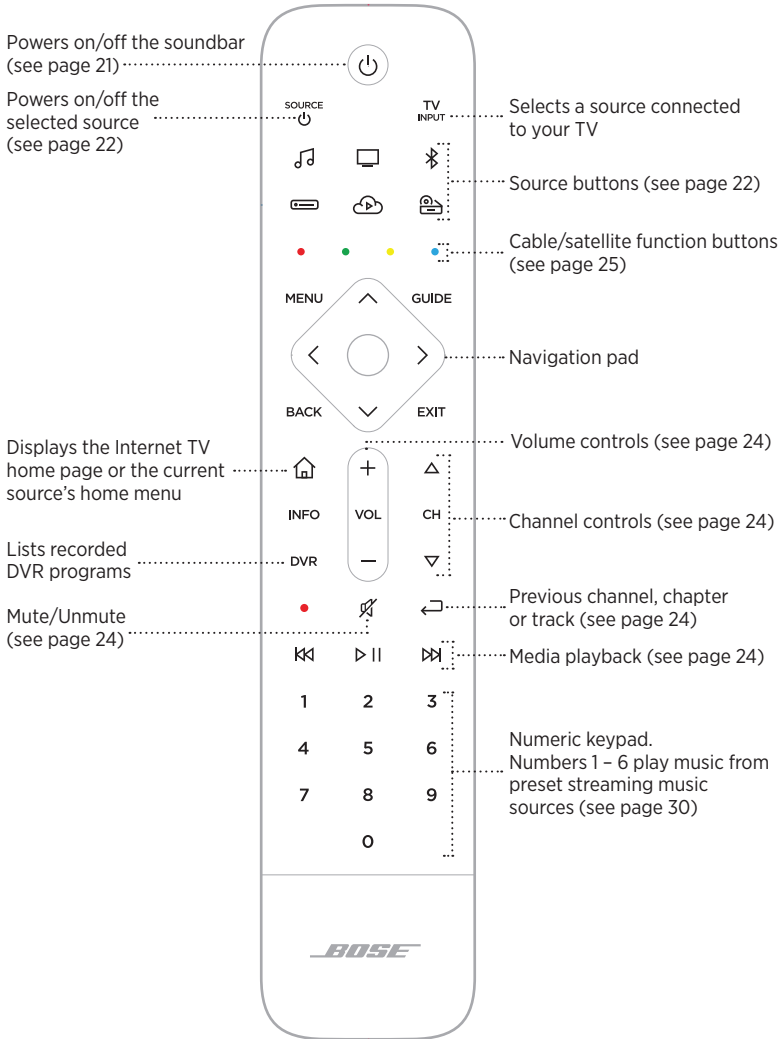 Powers on/off the soundbar
(see page 21)
Powers on/off the
selected source
(see page 22)
SOURCE
TV
INPUT
Selects a source connected
to your TV
Source buttons (see page 22)
Cable/satellite function buttons
(see page 25)
MENU
GUIDE
Navigation pad
BACK
EXIT
Volume controls (see page 24)
Displays the Internet TV
home page or the current
source’s home menu
INFO
VOL
CH
Channel controls (see page 24)
Lists recorded
DVR programs
DVR
Previous channel, chapter
or track (see page 24)
Mute/Unmute
(see page 24)
Media playback (see page 24)
1 2 3
4 5 6
7 8 9
0
Numeric keypad.
Numbers 1 – 6 play music from
preset streaming music
sources (see page 30)
BOSE